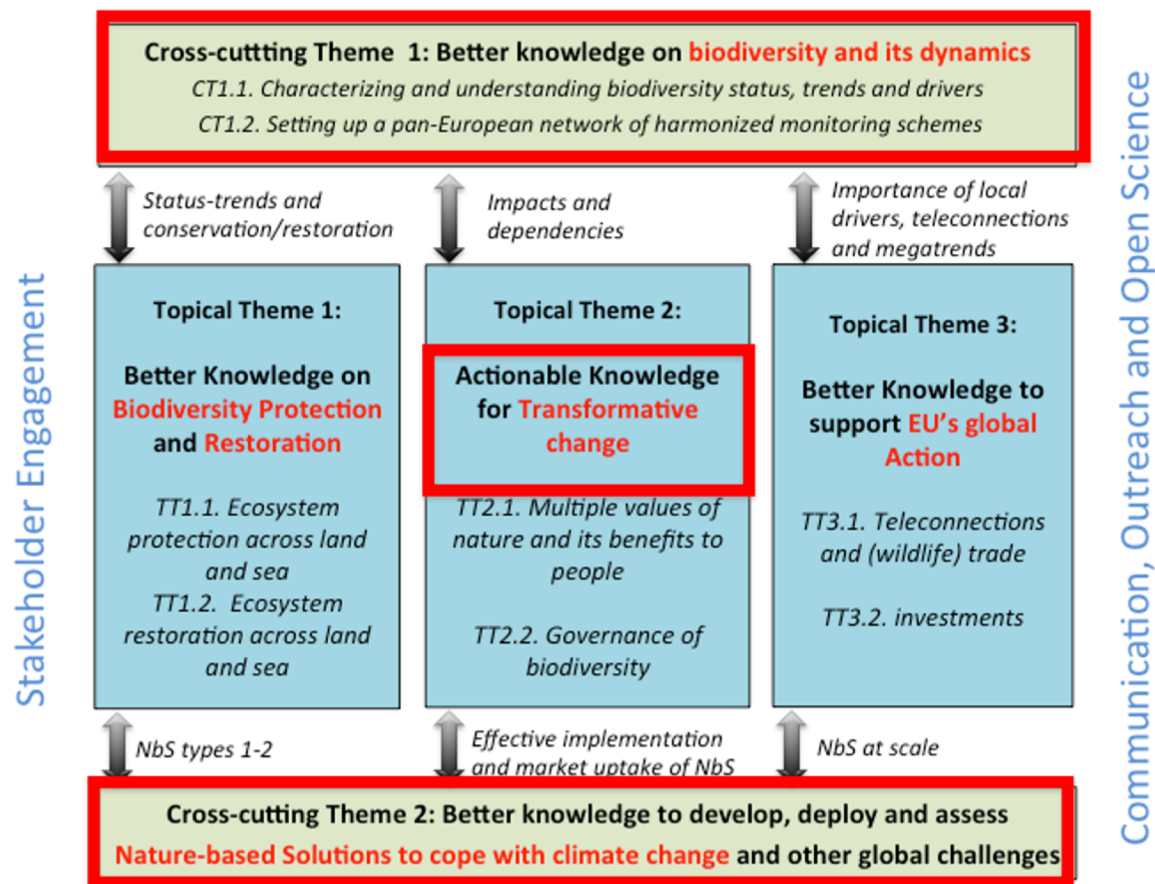 Cross-cuttting Theme 1: Better knowledge on biodiversity and its dynamics
CT1.1. Characterizing and understanding biodiversity status, trends and drivers
CT1.2. Setting up a pan-European network of harmonized monitoring schemes
Status-trends and
conservation/restoration
Impacts and
dependencies
Importance of local
drivers, teleconnections
and megatrends
Stakeholder Engagement
Topical Theme 1:
Better Knowledge on
Biodiversity Protection
and Restoration
TT1.1. Ecosystem
protection across land
and sea
TT1.2. Ecosystem
restoration across land
and sea
Topical Theme 2:
Actionable Knowledge
for Transformative
change
TT2.1. Multiple values of
nature and its benefits to
people
TT2.2. Governance of
biodiversity
Topical Theme 3:
Better Knowledge to
support EU's global
Action
TT3.1. Teleconnections
and (wildlife) trade
TT3.2. investments
Communication, Outreach and Open Science
NbS types 1-2
Effective implementation
and market uptake of NbS
NbS at scale
Cross-cutting Theme 2: Better knowledge to develop, deploy and assess
Nature-based Solutions to cope with climate change and other global challenges